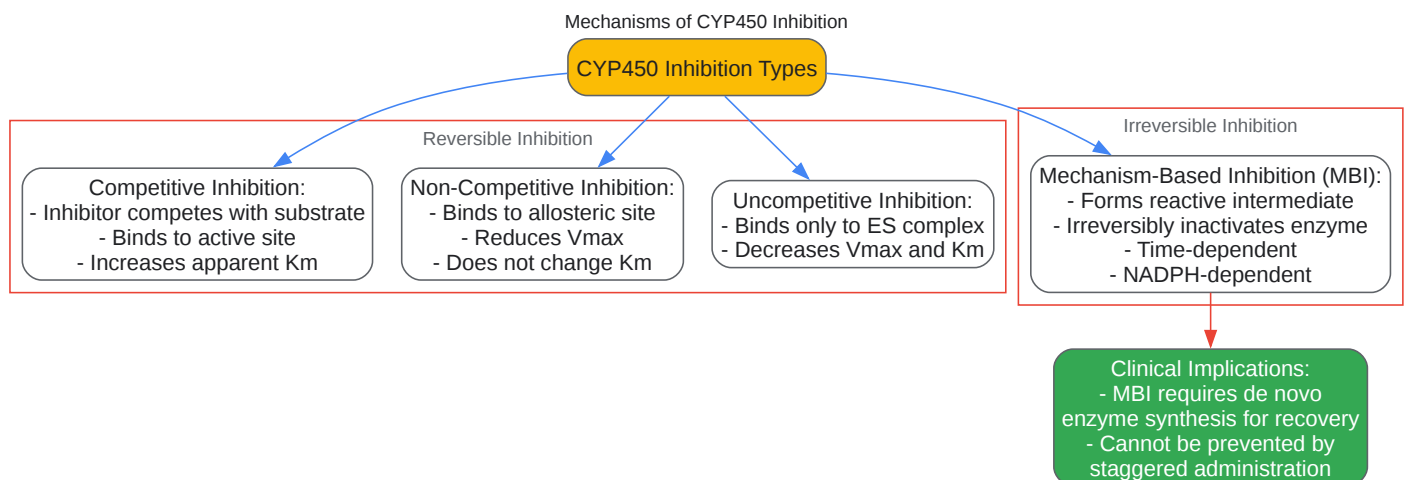 Mechanisms of CYP450 Inhibition
CYP450 Inhibition Types
Reversible Inhibition
Competitive Inhibition:
- Inhibitor competes with substrate
- Binds to active site
- Increases apparent Km
Non-Competitive Inhibition:
- Binds to allosteric site
- Reduces Vmax
- Does not change Km
Uncompetitive Inhibition:
- Binds only to ES complex
- Decreases Vmax and Km
Irreversible Inhibition
Mechanism-Based Inhibition (MBI):
- Forms reactive intermediate
- Irreversibly inactivates enzyme
- Time-dependent
- NADPH-dependent
Clinical Implications:
- MBI requires de novo
enzyme synthesis for recovery
- Cannot be prevented by
staggered administration